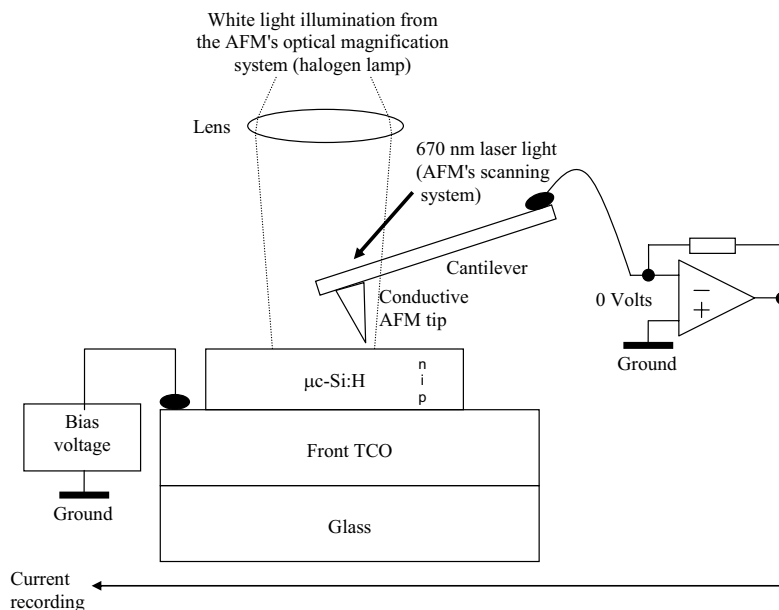 White light illumination from
the AFM's optical magnification
system (halogen lamp)
Lens
670 nm laser light
(AFM's scanning
system)
Cantilever
Conductive
AFM tip
0 Volts
−
+
Ground
μc-Si:H
n
i
p
Bias
voltage
Ground
Front TCO
Glass
Current
recording